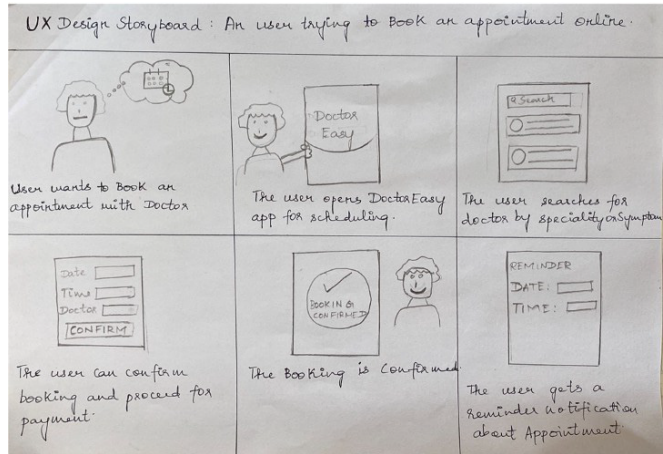 UX Design Storyboard : An user trying to Book an appointment online.
Doctor
Easy
Search
User wants to Book an
appointment with Doctor
The user opens DoctorEasy
app for scheduling.
The user searches for
doctor by speciality or Symptom
Date
Time
Doctor
CONFIRM
BOOKING
CONFIRMED
REMINDER
DATE:
TIME:
The user can confirm
booking and proceed for
payment.
The Booking is Confirmed.
The user gets a
reminder notification
about Appointment.